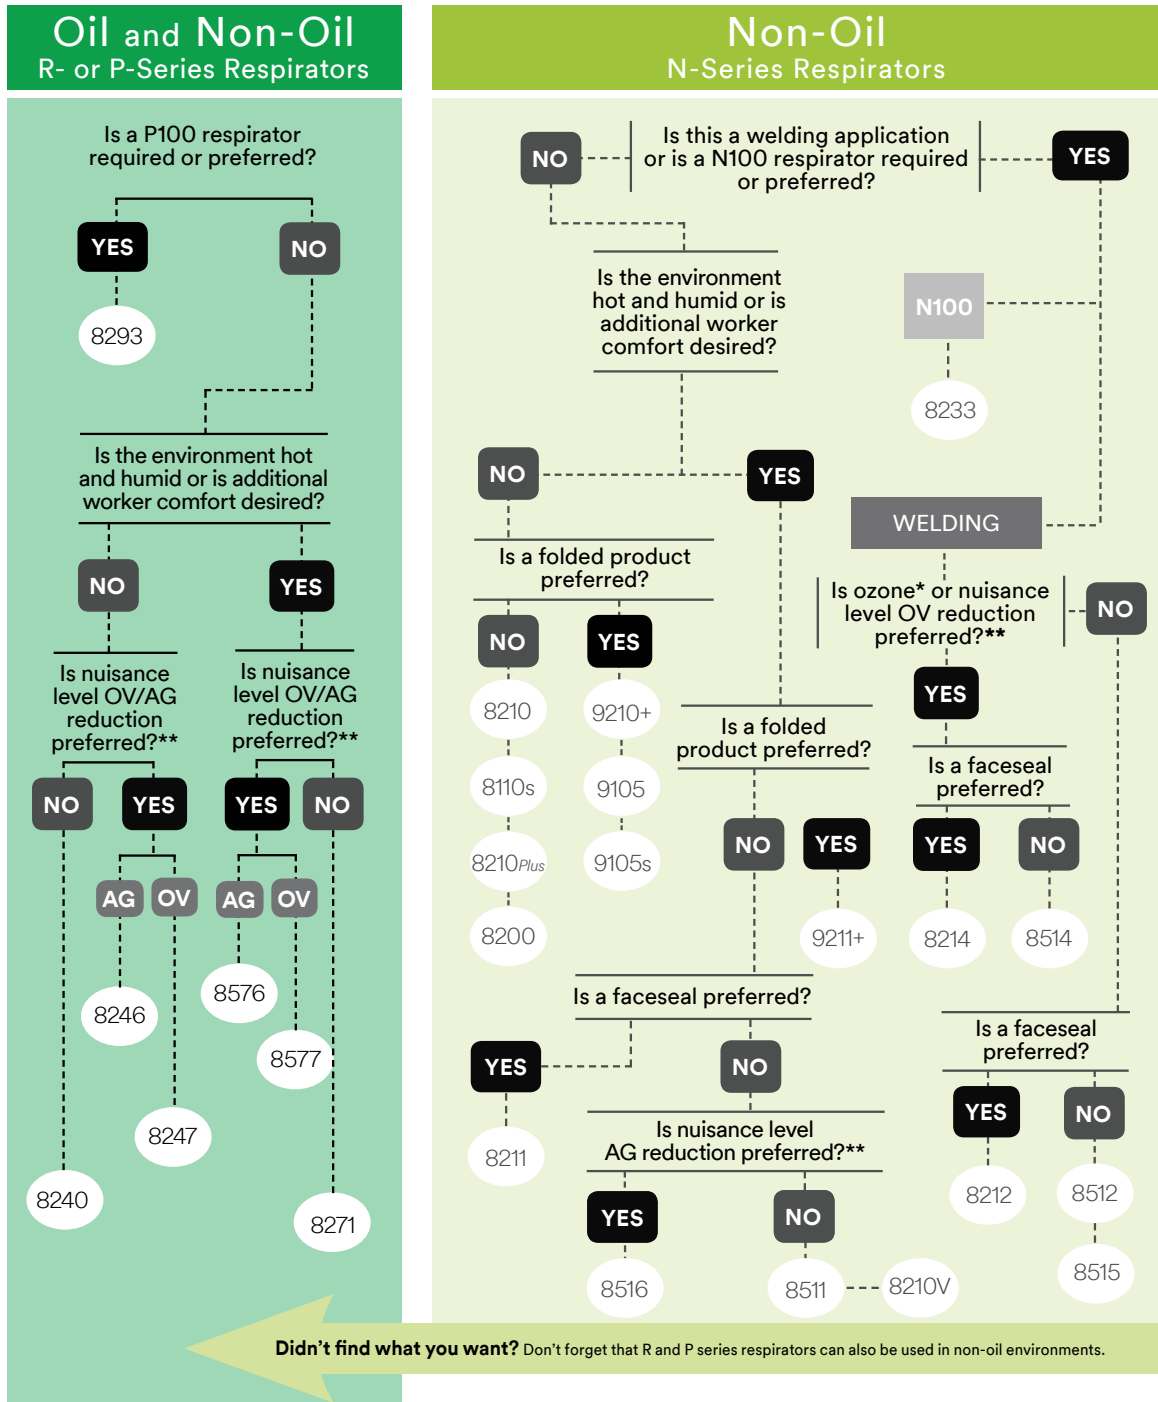 Oil and Non-Oil
R- or P-Series Respirators
Is a P100 respirator
required or preferred?
YES
NO
8293
Is the environment hot
and humid or is additional
worker comfort desired?
NO
YES
Is nuisance
level OV/AG
reduction
preferred?**
Is nuisance
level OV/AG
reduction
preferred?**
NO
YES
YES
NO
AG
OV
AG
OV
8576
8246
8577
8247
8240
8271
Non-Oil
N-Series Respirators
Is this a welding application
or is a N100 respirator required
or preferred?
NO
YES
Is the environment
hot and humid or is
additional worker
comfort desired?
N100
8233
NO
YES
WELDING
Is a folded product
preferred?
NO
YES
8210
8110s
8210Plus
8200
9210+
9105
9105s
Is a folded
product preferred?
NO
YES
9211+
Is a faceseal preferred?
YES
NO
8211
Is nuisance level
AG reduction preferred?**
YES
NO
8516
8511
8210V
Is ozone* or nuisance
level OV reduction
preferred?**
NO
YES
Is a faceseal
preferred?
YES
NO
8214
8514
Is a faceseal
preferred?
YES
NO
8212
8512
8515
Didn't find what you want? Don't forget that R and P series respirators can also be used in non-oil environments.